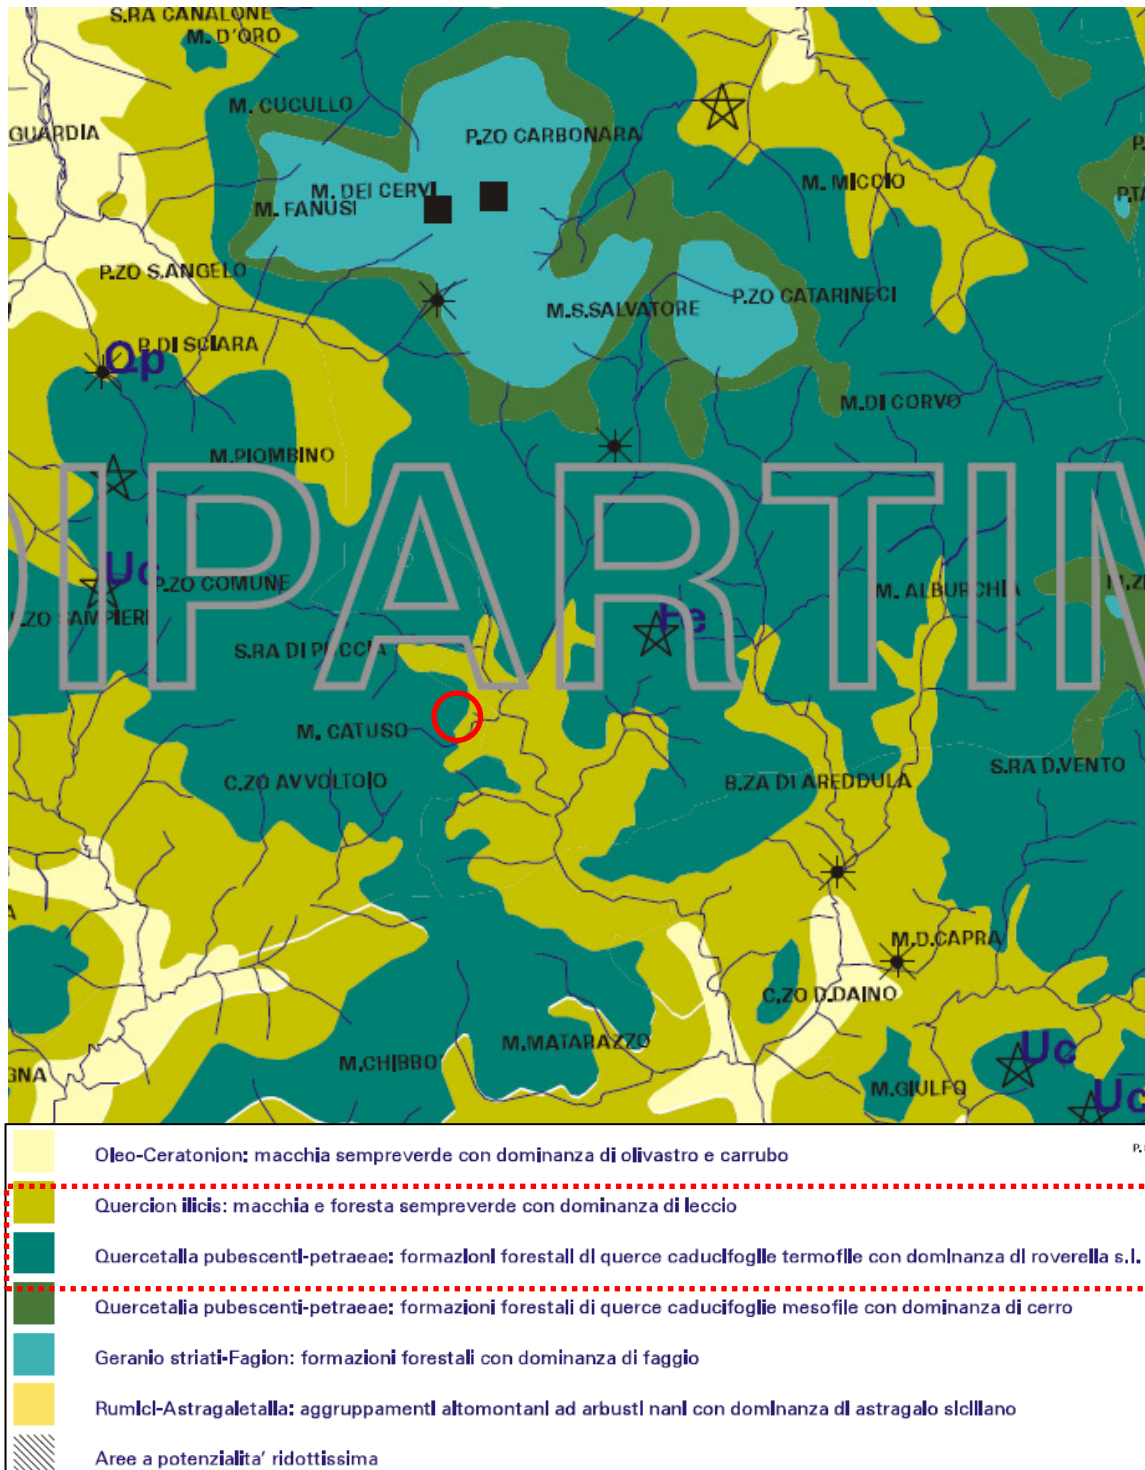 S.RA CANALONE
M. D'ORO
M. CUCULLO
GUARDIA
P.ZO CARBONARA
M. DEI CERVI
M. FANUSI
M. MICCIO
P.TA
P.ZO S.ANGELO
M.S.SALVATORE
P.ZO CATARINECI
P.DI SCIARA
Qp
M.DI CORVO
M.PIOMBINO
DIPARTIM
Uc
P.ZO COMUNE
M. ALBURCHIA
P.ZO SAMPIERI
Fe
S.RA DI PUCCIA
M. CATUSO
C.ZO AVVOLTOIO
B.ZA DI AREDDULA
S.RA D.VENTO
M.D.CAPRA
C.ZO D.DAINO
M.MATARAZZO
M.CHIBBO
GNA
Uc
M.GIULFO
Uc
Oleo-Ceratonion: macchia sempreverde con dominanza di olivastro e carrubo
P.
Quercion ilicis: macchia e foresta sempreverde con dominanza di leccio
Quercetalia pubescenti-petraeae: formazioni forestali di querce caducifoglie termofile con dominanza di roverella s.l.
Quercetalia pubescenti-petraeae: formazioni forestali di querce caducifoglie mesofile con dominanza di cerro
Geranio striati-Fagion: formazioni forestali con dominanza di faggio
Rumici-Astragaletalia: aggruppamenti altomontani ad arbusti nani con dominanza di astragalo siciliano
Aree a potenzialita' ridottissima